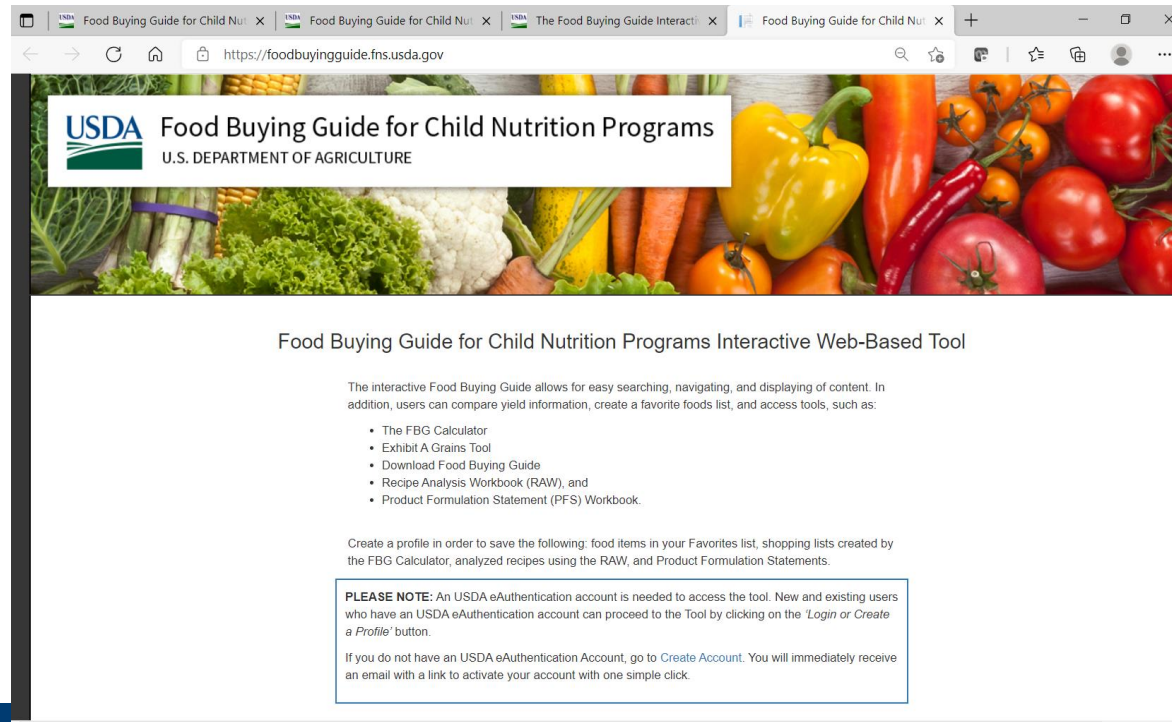 Food Buying Guide for Child Nut
Food Buying Guide for Child Nut
The Food Buying Guide Interacti
Food Buying Guide for Child Nut
https://foodbuyingguide.fns.usda.gov
USDA Food Buying Guide for Child Nutrition Programs
U.S. DEPARTMENT OF AGRICULTURE
Food Buying Guide for Child Nutrition Programs Interactive Web-Based Tool
The interactive Food Buying Guide allows for easy searching, navigating, and displaying of content. In
addition, users can compare yield information, create a favorite foods list, and access tools, such as:
• The FBG Calculator
• Exhibit A Grains Tool
• Download Food Buying Guide
• Recipe Analysis Workbook (RAW), and
• Product Formulation Statement (PFS) Workbook.
Create a profile in order to save the following: food items in your Favorites list, shopping lists created by
the FBG Calculator, analyzed recipes using the RAW, and Product Formulation Statements.
PLEASE NOTE: An USDA eAuthentication account is needed to access the tool. New and existing users
who have an USDA eAuthentication account can proceed to the Tool by clicking on the 'Login or Create
a Profile' button.
If you do not have an USDA eAuthentication Account, go to Create Account. You will immediately receive
an email with a link to activate your account with one simple click.